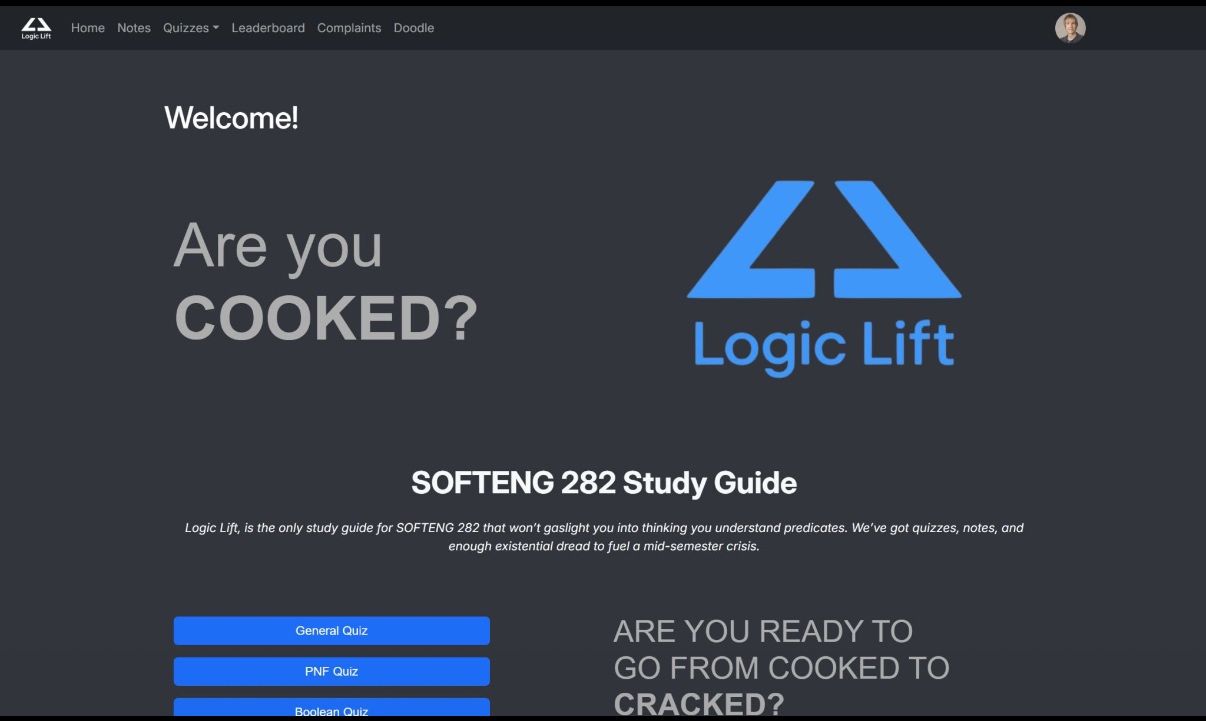 Logic Lift
Home Notes Quizzes Leaderboard Complaints Doodle
Welcome!
Are you
COOKED?
Logic Lift
SOFTENG 282 Study Guide
Logic Lift, is the only study guide for SOFTENG 282 that won't gaslight you into thinking you understand predicates. We've got quizzes, notes, and
enough existential dread to fuel a mid-semester crisis.
General Quiz
PNF Quiz
Boolean Quiz
ARE YOU READY TO
GO FROM COOKED TO
CRACKED?